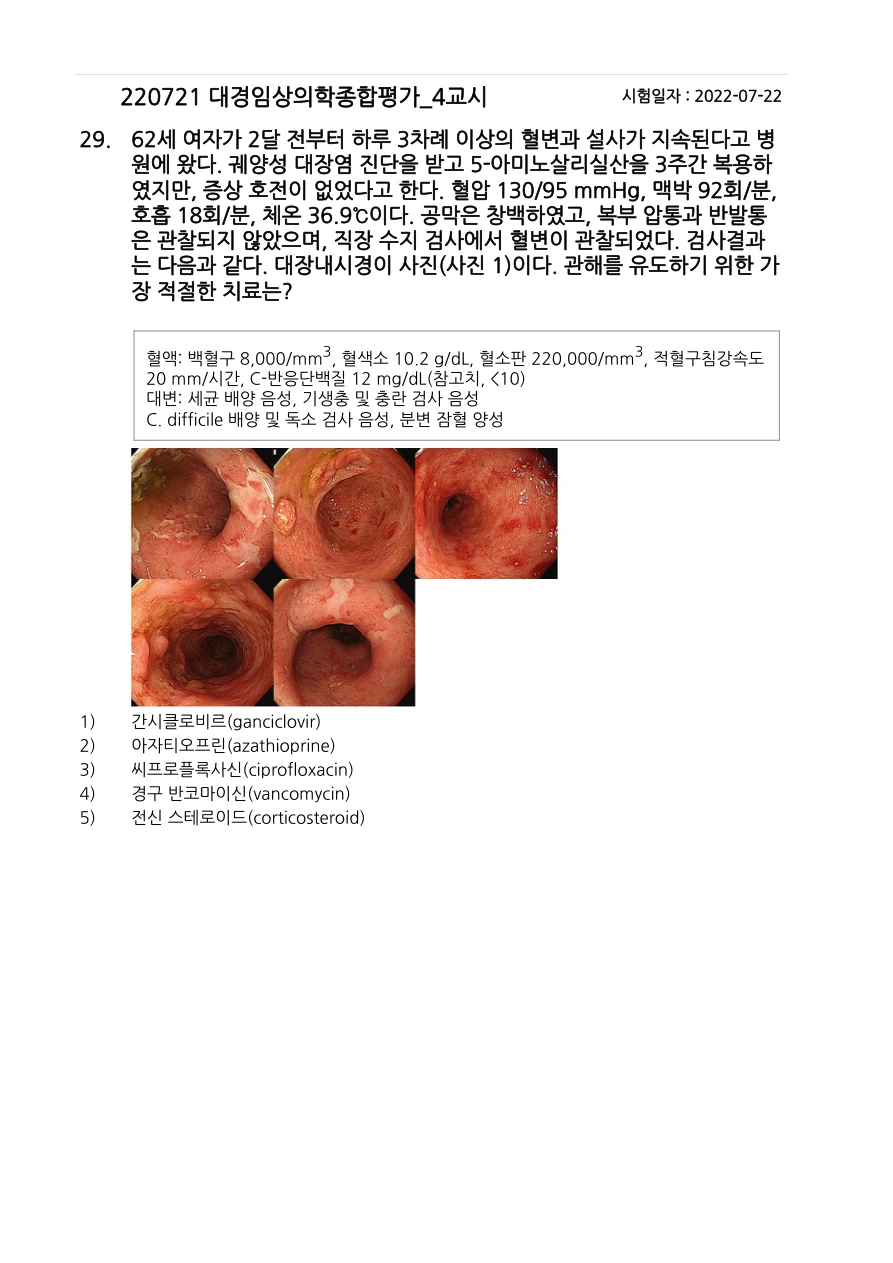 220721 대경임상의학종합평가_4교시 시험일자 : 2022-07-22
29. 62세 여자가 2달 전부터 하루 3차례 이상의 혈변과 설사가 지속된다고 병
원에 왔다. 궤양성 대장염 진단을 받고 5-아미노살리실산을 3주간 복용하
였지만, 증상 호전이 없었다고 한다. 혈압 130/95 mmHg, 맥박 92회/분,
호흡 18회/분, 체온 36.9℃이다. 공막은 창백하였고, 복부 압통과 반발통
은 관찰되지 않았으며, 직장 수지 검사에서 혈변이 관찰되었다. 검사결과
는 다음과 같다. 대장내시경이 사진(사진 1)이다. 관해를 유도하기 위한 가
장 적절한 치료는?
혈액: 백혈구 8,000/mm³, 혈색소 10.2 g/dL, 혈소판 220,000/mm³, 적혈구침강속도
20 mm/시간, C-반응단백질 12 mg/dL(참고치, <10)
대변: 세균 배양 음성, 기생충 및 충란 검사 음성
C. difficile 배양 및 독소 검사 음성, 분변 잠혈 양성
1) 간시클로비르(ganciclovir)
2) 아자티오프린(azathioprine)
3) 씨프로플록사신(ciprofloxacin)
4) 경구 반코마이신(vancomycin)
5) 전신 스테로이드(corticosteroid)